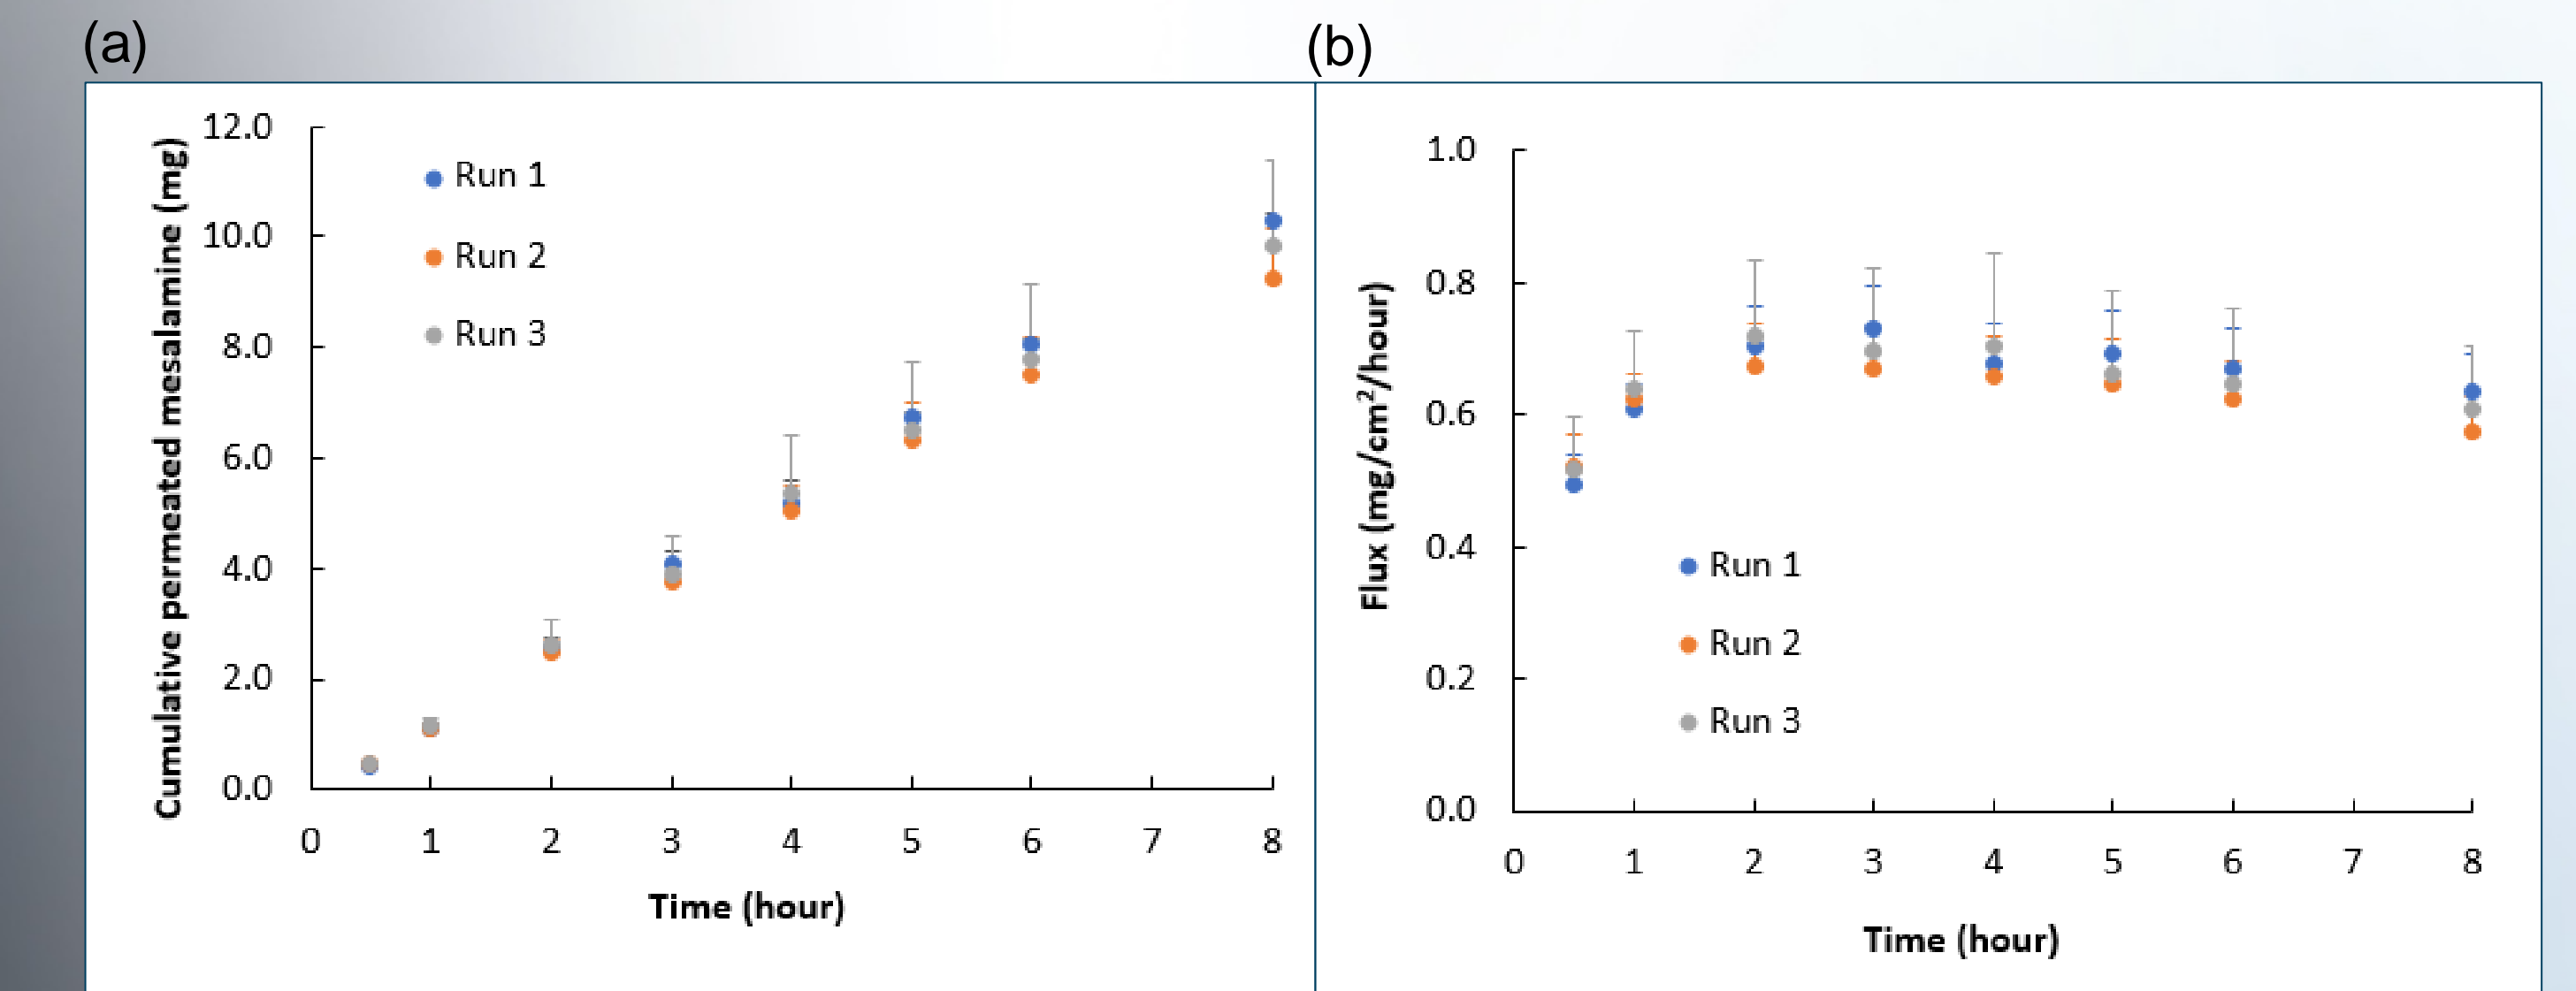 (a)
Cumulative permeated mesalamine (mg)
12.0
10.0
8.0
6.0
4.0
2.0
0.0
Run 1
Run 2
Run 3
0 1 2 3 4 5 6 7 8
Time (hour)
(b)
Flux (mg/cm²/hour)
1.0
0.8
0.6
0.4
0.2
0.0
Run 1
Run 2
Run 3
0 1 2 3 4 5 6 7 8
Time (hour)